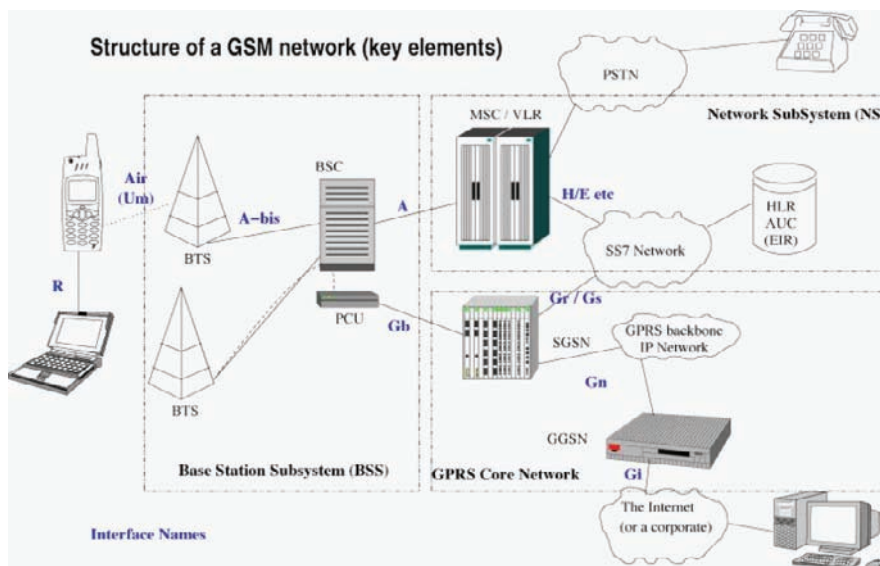 Structure of a GSM network (key elements)
PSTN
MSC / VLR
Network SubSystem (NS
BSC
Air
(Um)
A-bis
A
H/E etc
HLR
AUC
(EIR)
BTS
SS7 Network
R
PCU
Gb
Gr / Gs
SGSN
GPRS backbone
IP Network
Gn
BTS
GGSN
Base Station Subsystem (BSS)
GPRS Core Network
Gi
The Internet
(or a corporate)
Interface Names